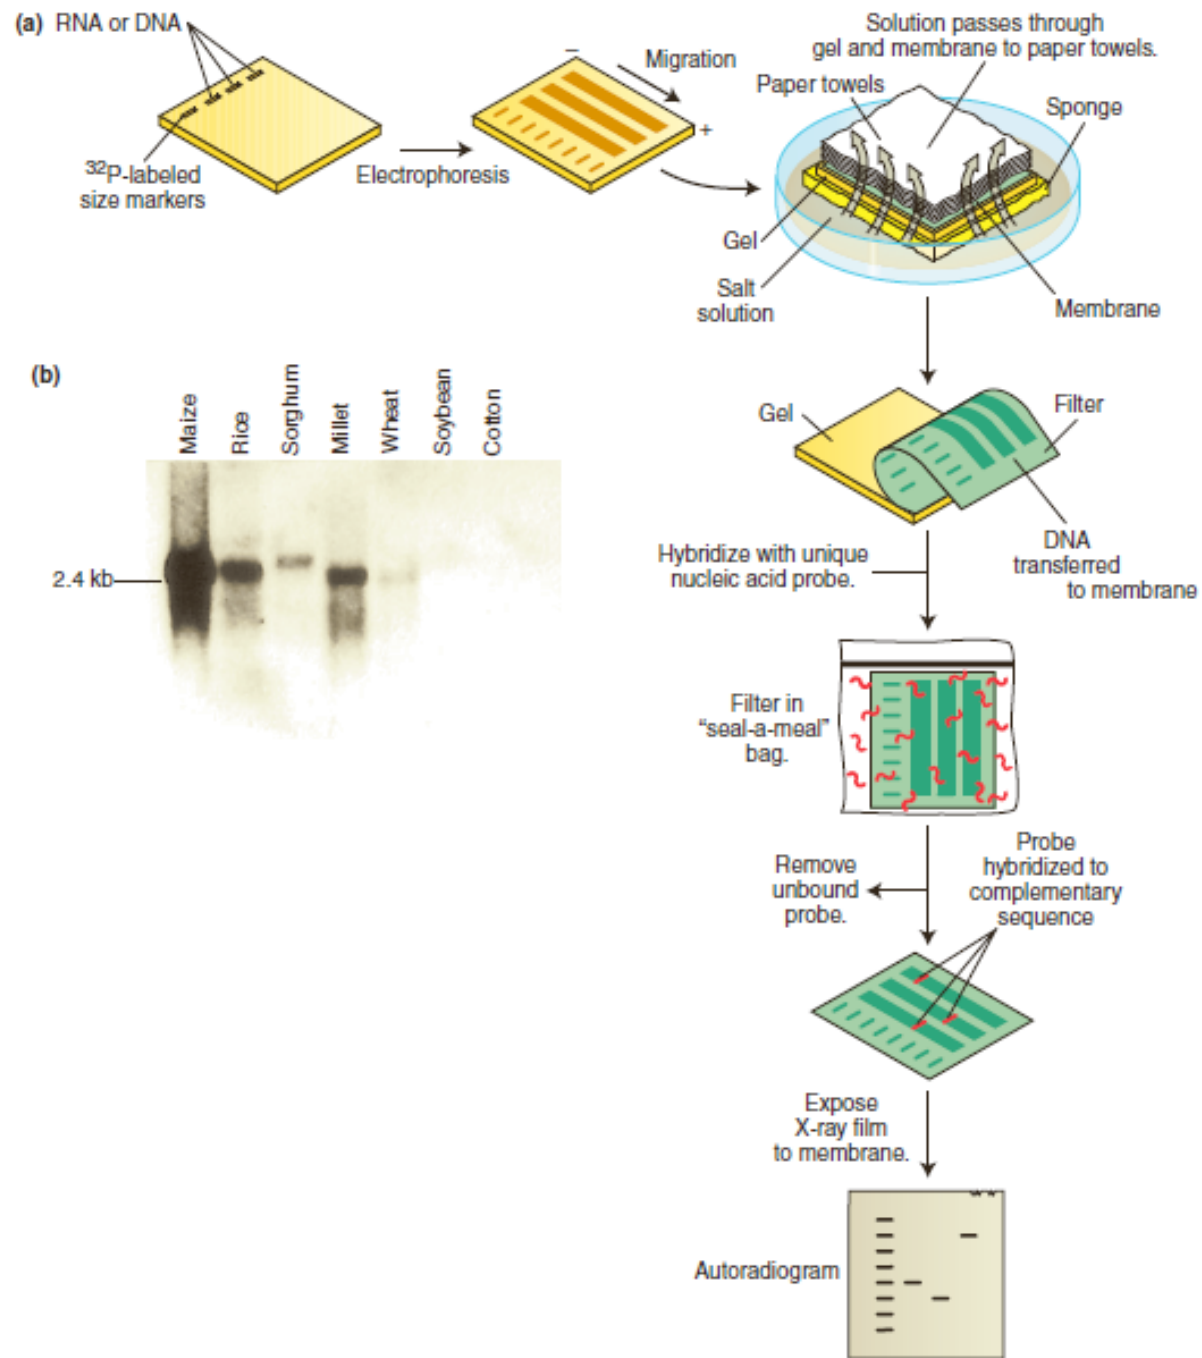 (a) RNA or DNA
32P-labeled
size markers
Electrophoresis
–
Migration
+
Solution passes through
gel and membrane to paper towels.
Paper towels
Sponge
Gel
Salt
solution
Membrane
(b)
Maize
Rice
Sorghum
Millet
Wheat
Soybean
Cotton
2.4 kb
Gel
Filter
DNA
transferred
to membrane
Hybridize with unique
nucleic acid probe.
Filter in
“seal-a-meal”
bag.
Remove
unbound
probe.
Probe
hybridized to
complementary
sequence
Expose
X-ray film
to membrane.
Autoradiogram